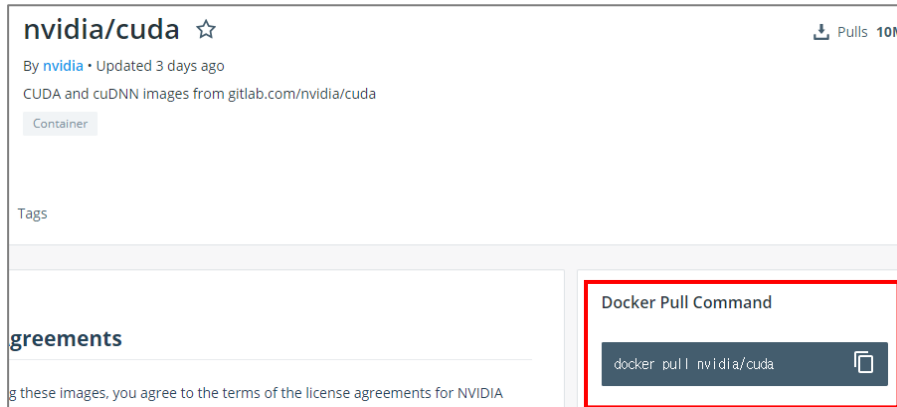 nvidia/cuda
Pulls 10M
By nvidia • Updated 3 days ago
CUDA and cuDNN images from gitlab.com/nvidia/cuda
Container
Tags
Docker Pull Command
greements
docker pull nvidia/cuda
g these images, you agree to the terms of the license agreements for NVIDIA